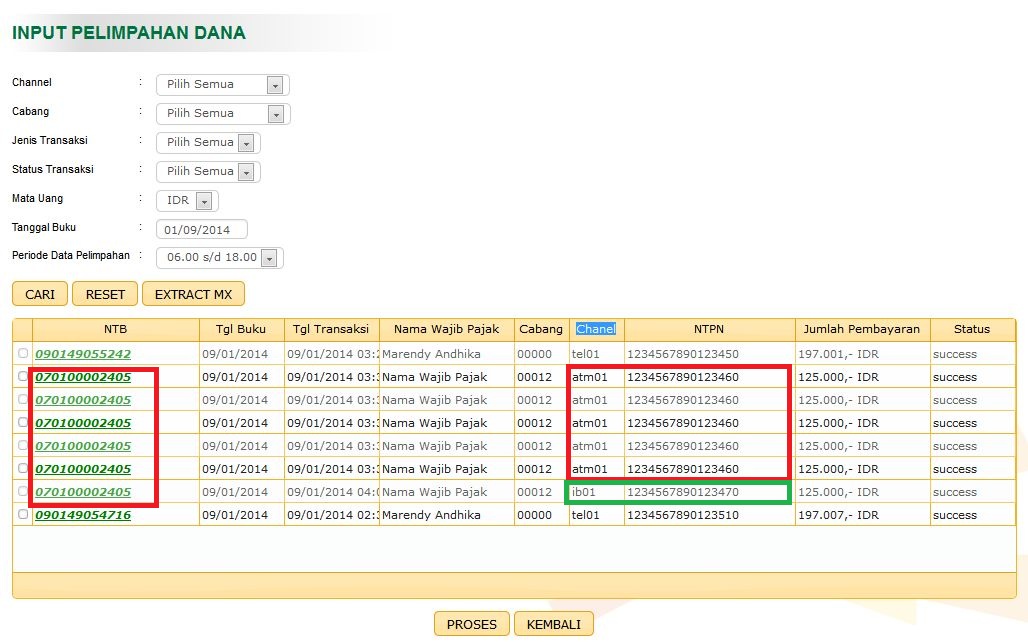 INPUT PELIMPAHAN DANA
Channel : Pilih Semua
Cabang : Pilih Semua
Jenis Transaksi : Pilih Semua
Status Transaksi : Pilih Semua
Mata Uang : IDR
Tanggal Buku : 01/09/2014
Periode Data Pelimpahan : 06.00 s/d 18.00
CARI RESET EXTRACT MX
NTB Tgl Buku Tgl Transaksi Nama Wajib Pajak Cabang Chanel NTPN Jumlah Pembayaran Status
090149055242 09/01/2014 09/01/2014 03: Marendy Andhika 00000 tel01 1234567890123450 197.001,- IDR success
070100002405 09/01/2014 09/01/2014 03: Nama Wajib Pajak 00012 atm01 1234567890123460 125.000,- IDR success
070100002405 09/01/2014 09/01/2014 03: Nama Wajib Pajak 00012 atm01 1234567890123460 125.000,- IDR success
070100002405 09/01/2014 09/01/2014 03: Nama Wajib Pajak 00012 atm01 1234567890123460 125.000,- IDR success
070100002405 09/01/2014 09/01/2014 03: Nama Wajib Pajak 00012 atm01 1234567890123460 125.000,- IDR success
070100002405 09/01/2014 09/01/2014 03: Nama Wajib Pajak 00012 atm01 1234567890123460 125.000,- IDR success
070100002405 09/01/2014 09/01/2014 04: Nama Wajib Pajak 00012 ib01 1234567890123470 125.000,- IDR success
090149054716 09/01/2014 09/01/2014 02: Marendy Andhika 00000 tel01 1234567890123510 197.007,- IDR success
PROSES KEMBALI